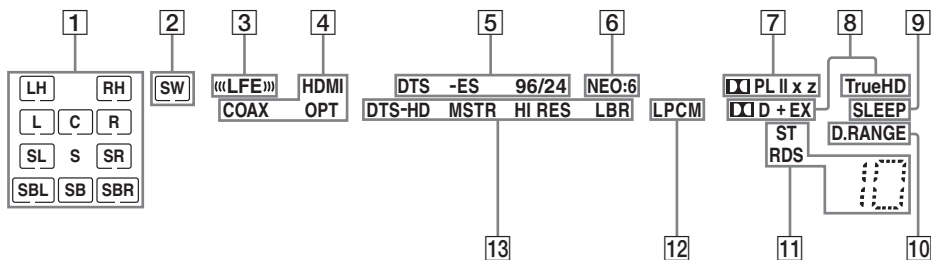 1 2 3 4 5 6 7 8 9
LH RH SW (((LFE))) HDMI DTS -ES 96/24 NEO:6 PL II x z TrueHD
L C R COAX OPT DTS-HD MSTR HI RES LBR LPCM D + EX SLEEP
SL S SR ST D.RANGE
RDS
SBL SB SBR 10
13 12 11 10